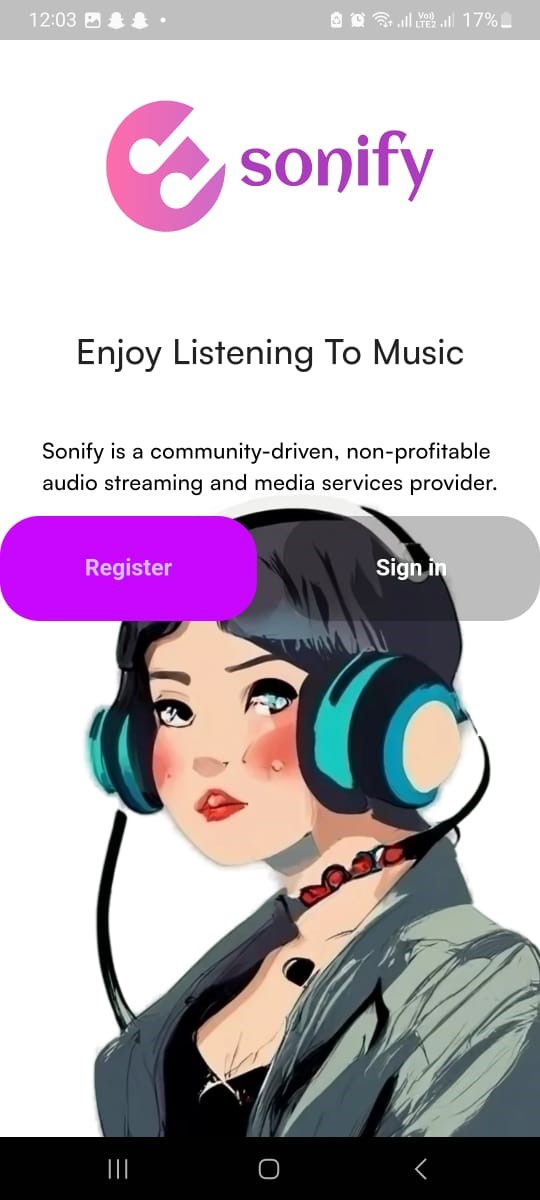 12:03
Vo))
LTE2
17%
sonify
Enjoy Listening To Music
Sonify is a community-driven, non-profitable
audio streaming and media services provider.
Register
Sign in